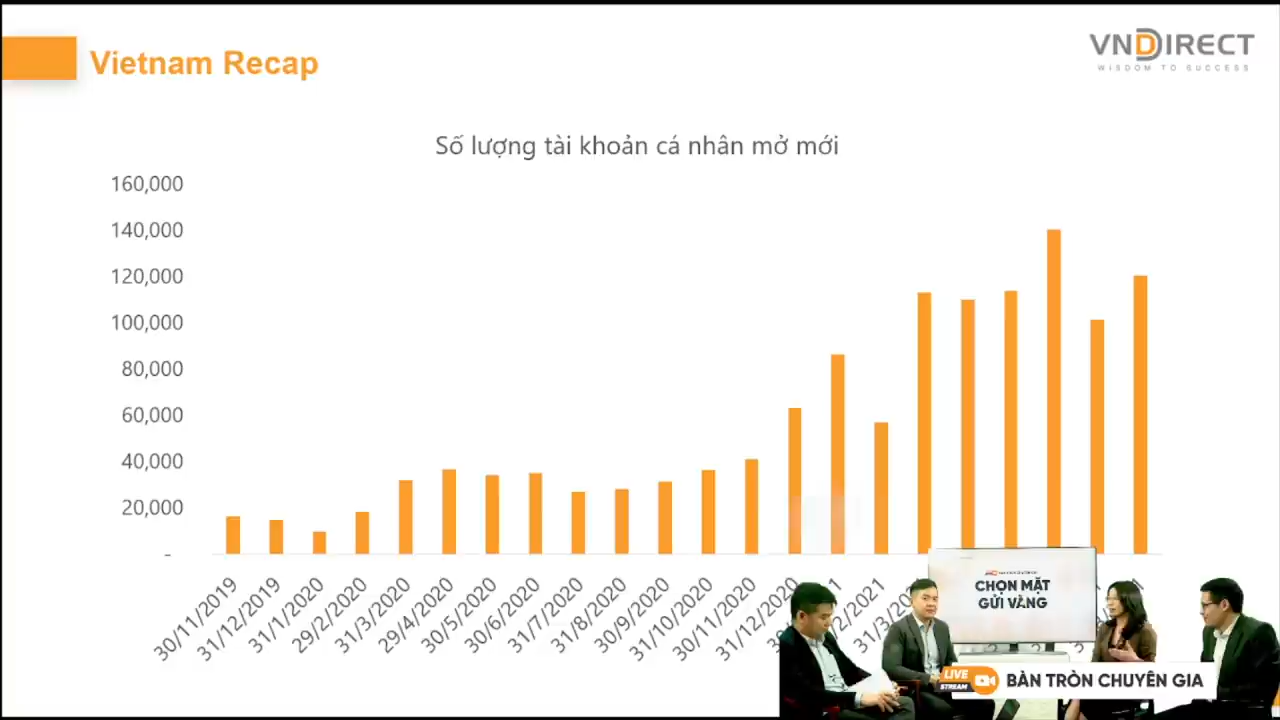 Vietnam Recap
VNDIRECT
WISDOM TO SUCCESS
Số lượng tài khoản cá nhân mở mới
160,000
140,000
120,000
100,000
80,000
60,000
40,000
20,000
-
30/11/2019
31/12/2019
31/1/2020
29/2/2020
31/3/2020
29/4/2020
30/5/2020
30/6/2020
31/7/2020
31/8/2020
30/9/2020
31/10/2020
30/11/2020
31/12/2020
CHỌN MẶT
GỬI VÀNG
LIVE
STREAM
BÀN TRÒN CHUYÊN GIA